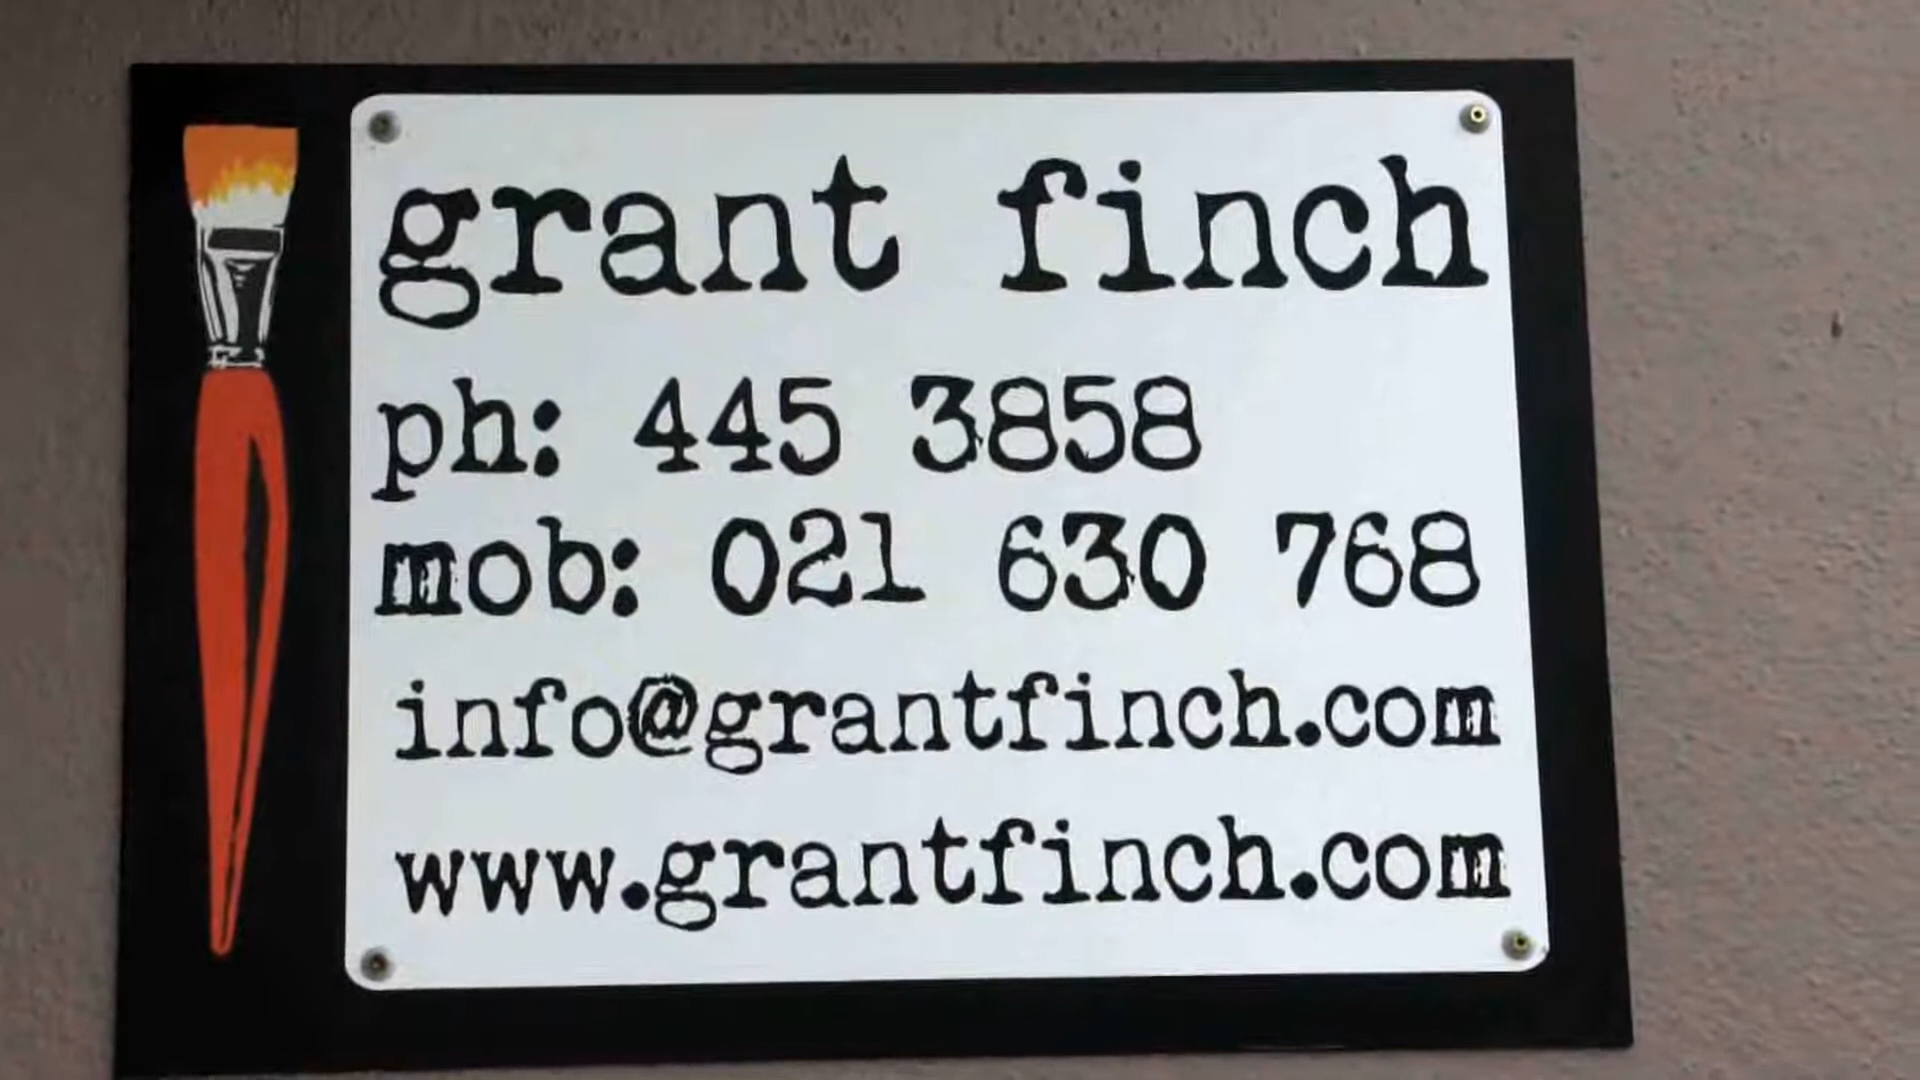 grant finch
ph: 445 3858
mob: 021 630 768
info@grantfinch.com
www.grantfinch.com